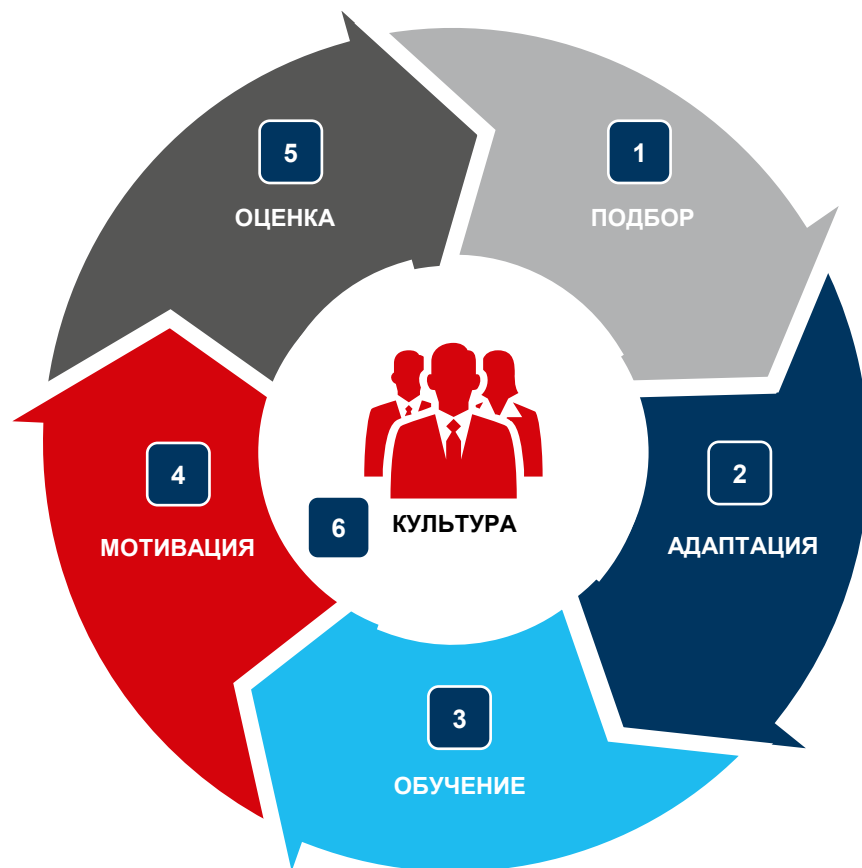 1
ПОДБОР
2
АДАПТАЦИЯ
3
ОБУЧЕНИЕ
4
МОТИВАЦИЯ
5
ОЦЕНКА
6
КУЛЬТУРА